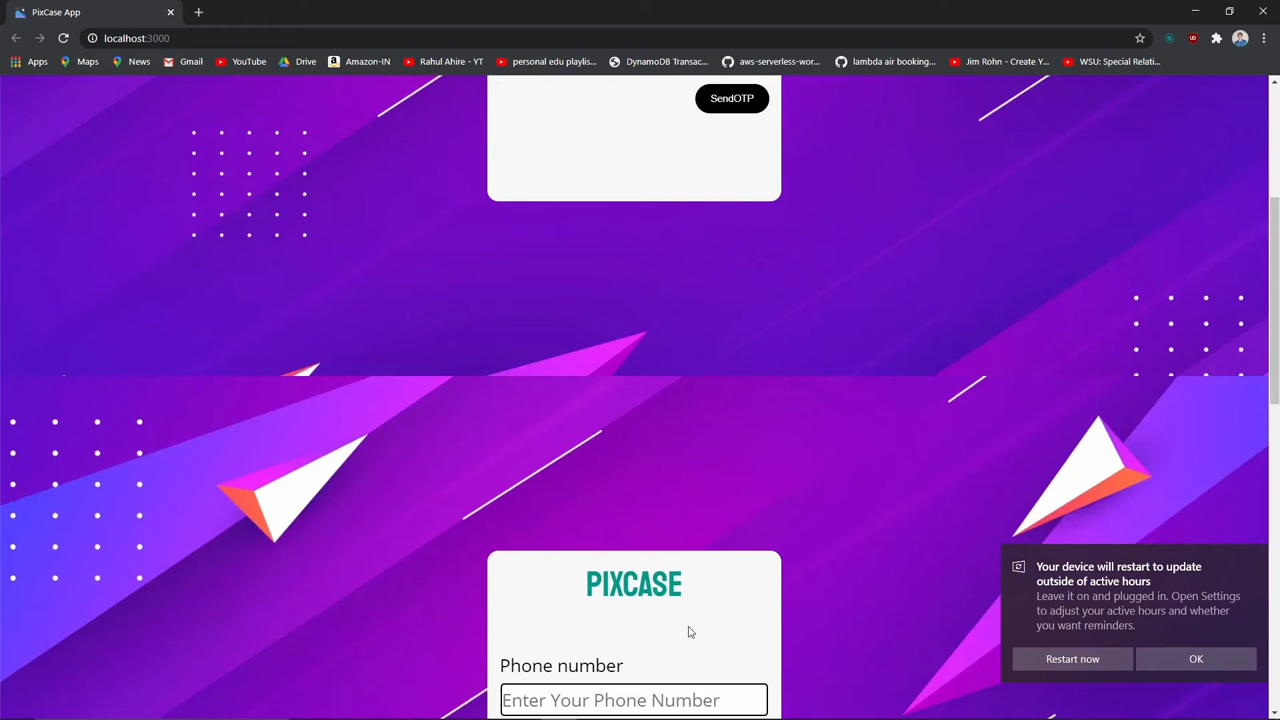 PixCase App
localhost:3000
Apps Maps News Gmail YouTube Drive Amazon-IN Rahul Ahire - YT personal edu playlis... DynamoDB Transac... aws-serverless-wor... lambda air booking... Jim Rohn - Create Y... WSU: Special Relati...
SendOTP
PIXCASE
Phone number
Enter Your Phone Number
Your device will restart to update
outside of active hours
Leave it on and plugged in. Open Settings
to adjust your active hours and whether
you want reminders.
Restart now OK